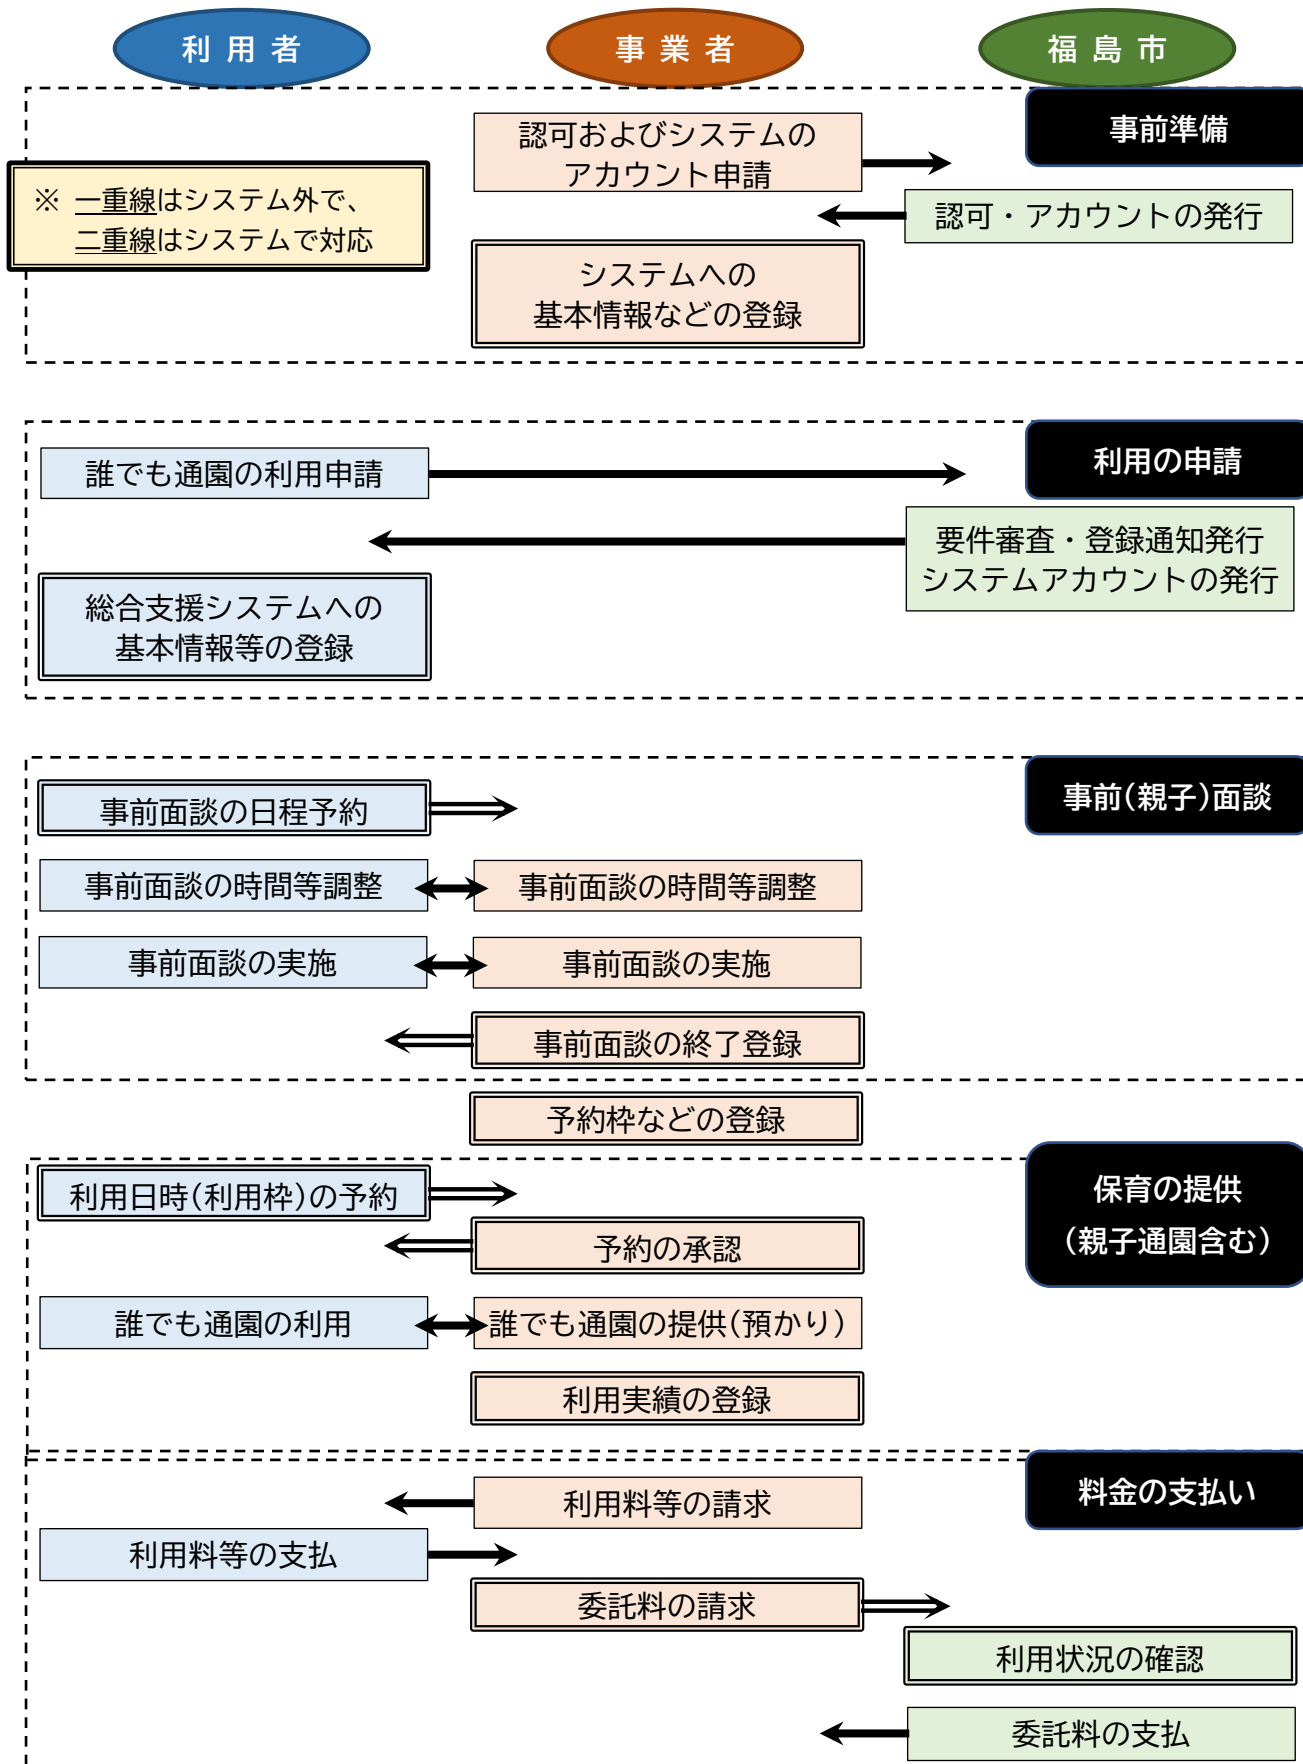 利用者
事業者
福島市
事前準備
認可およびシステムの
アカウント申請
※ 一重線はシステム外で、
二重線はシステムで対応
認可・アカウントの発行
システムへの
基本情報などの登録
利用の申請
誰でも通園の利用申請
要件審査・登録通知発行
システムアカウントの発行
総合支援システムへの
基本情報等の登録
事前(親子)面談
事前面談の日程予約
事前面談の時間等調整
事前面談の時間等調整
事前面談の実施
事前面談の実施
事前面談の終了登録
予約枠などの登録
保育の提供
(親子通園含む)
利用日時(利用枠)の予約
予約の承認
誰でも通園の利用
誰でも通園の提供(預かり)
利用実績の登録
料金の支払い
利用料等の請求
利用料等の支払
委託料の請求
利用状況の確認
委託料の支払